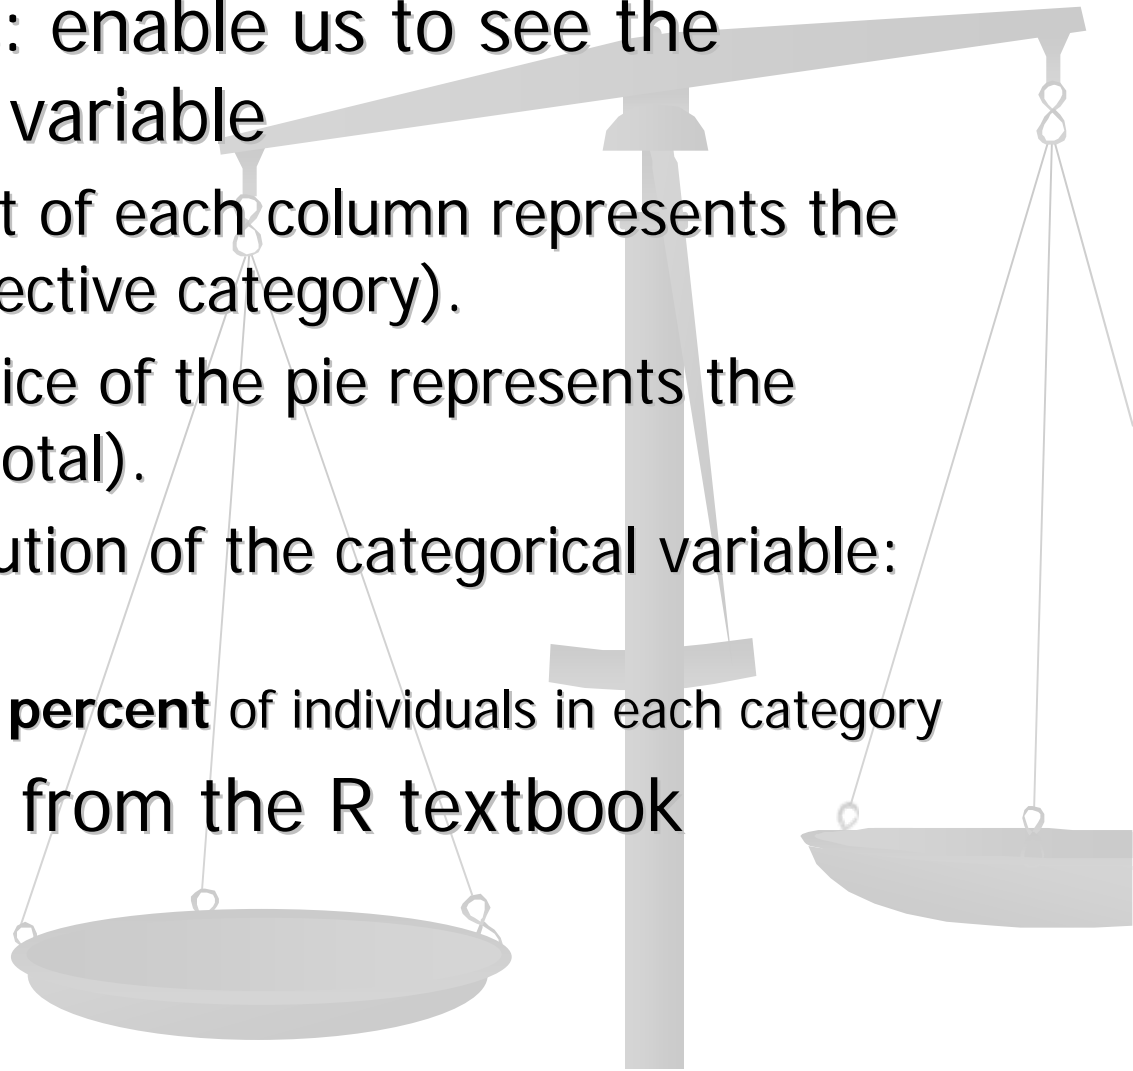 : enable us to see the
variable
t of each column represents the
ective category).
ice of the pie represents the
otal).
ution of the categorical variable:
percent of individuals in each category
from the R textbook